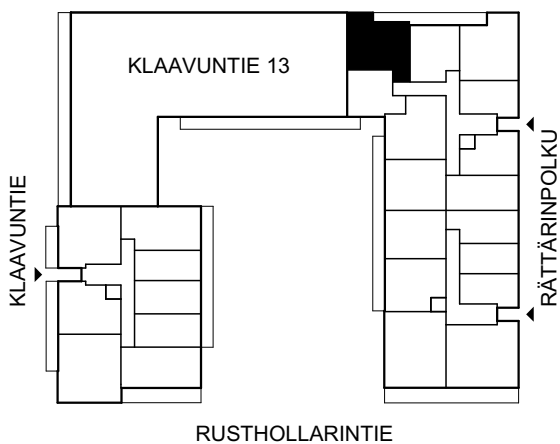 KLAAVUNTIE 13
KLAAVUNTIE
RÄTTÄRINPOLKU
RUSTHOLLARINTIE